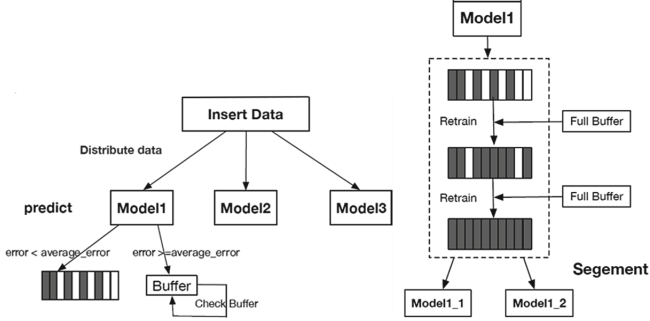 Insert Data
Distribute data
predict
Model1
Model2
Model3
error < average_error
error >=average_error
Buffer
Check Buffer
Model1
Retrain
Full Buffer
Retrain
Full Buffer
Segement
Model1_1
Model1_2